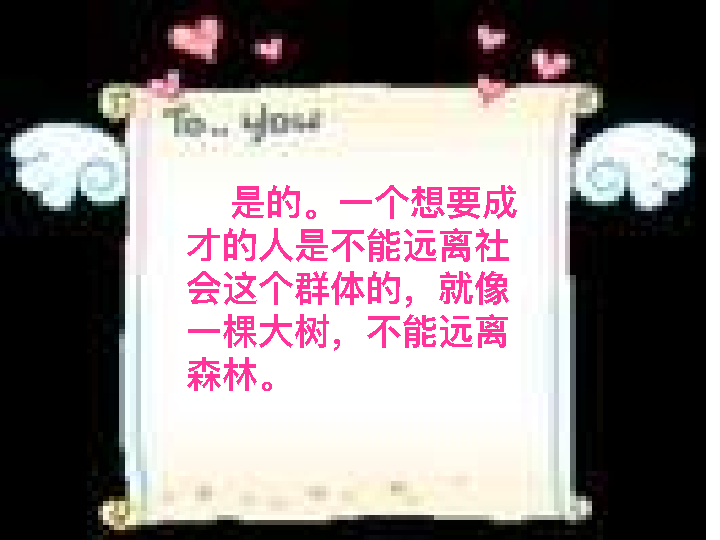 To.. you
是的。一个想要成
才的人是不能远离社
会这个群体的，就像
一棵大树，不能远离
森林。